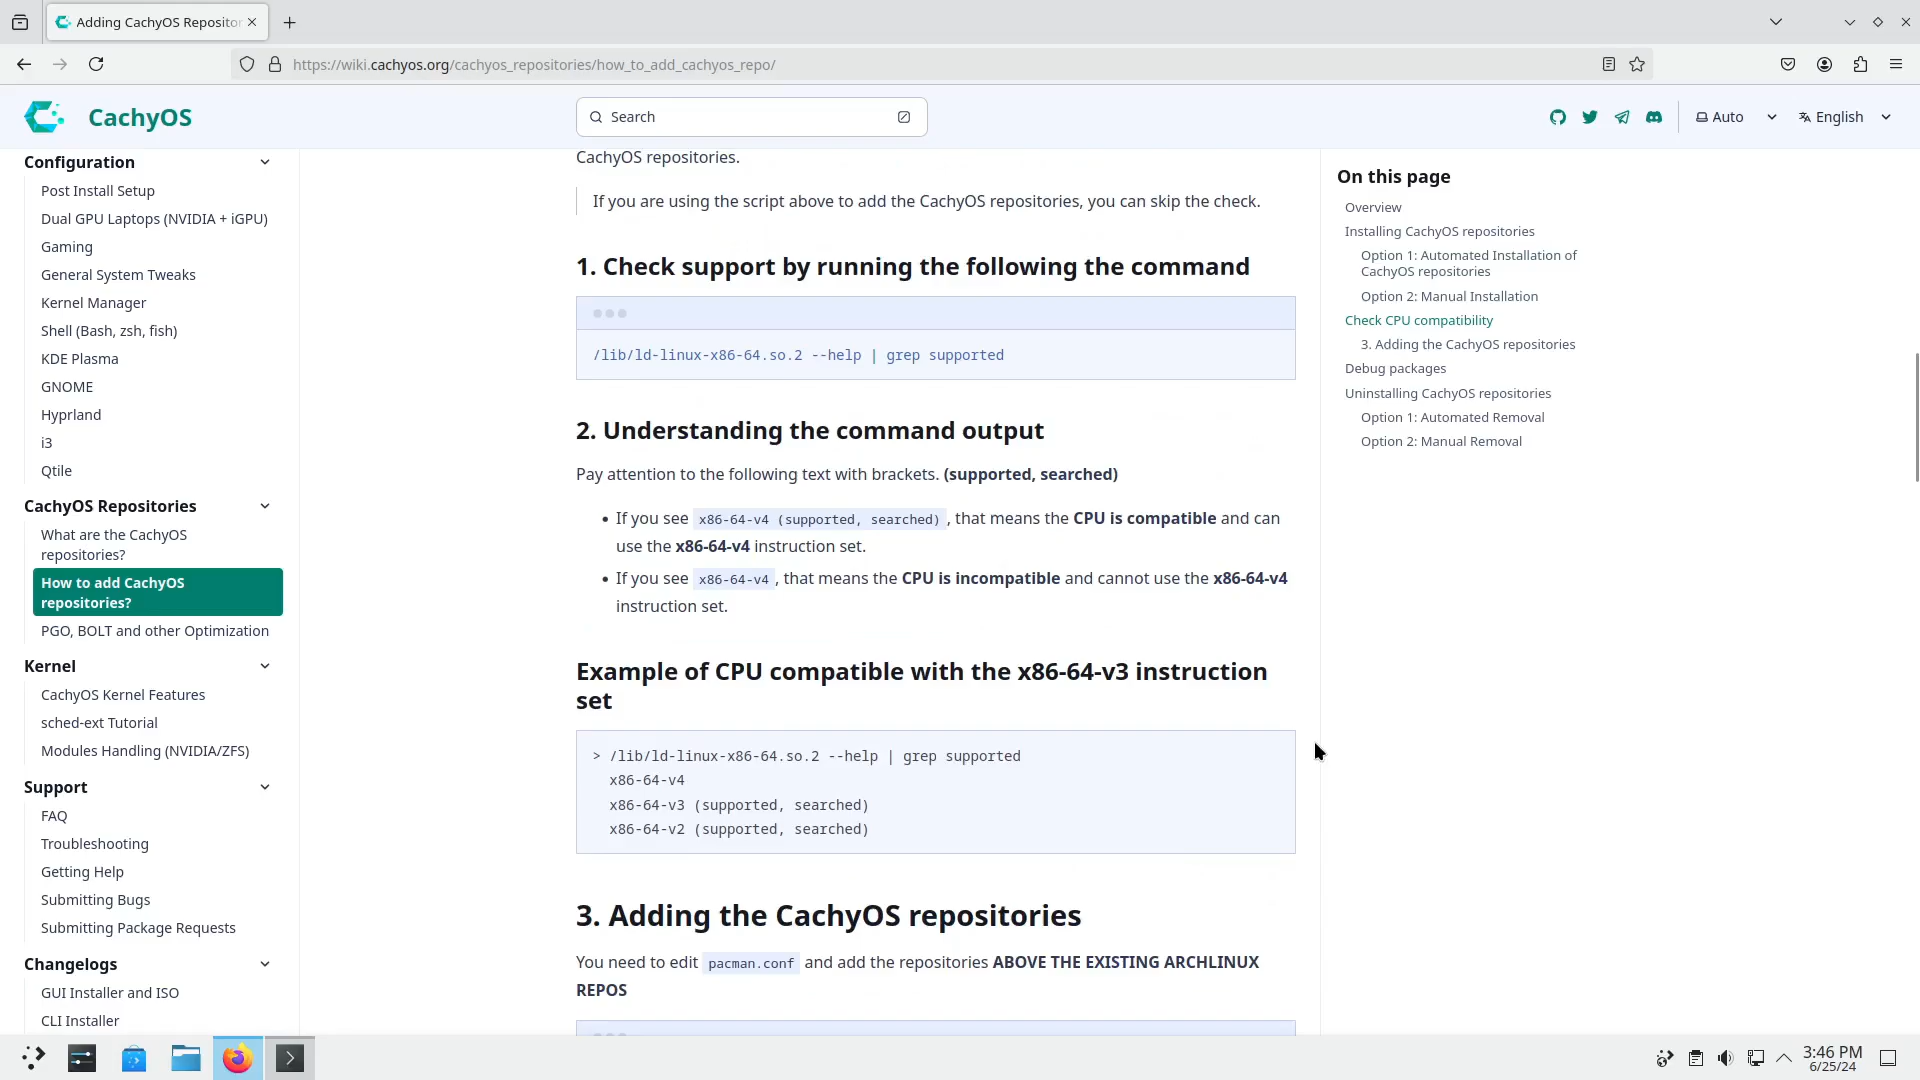 Adding CachyOS Repositor
https://wiki.cachyos.org/cachyos_repositories/how_to_add_cachyos_repo/
CachyOS
Search
Auto
English
Configuration
Post Install Setup
Dual GPU Laptops (NVIDIA + iGPU)
Gaming
General System Tweaks
Kernel Manager
Shell (Bash, zsh, fish)
KDE Plasma
GNOME
Hyprland
i3
Qtile
CachyOS Repositories
What are the CachyOS
repositories?
How to add CachyOS
repositories?
PGO, BOLT and other Optimization
Kernel
CachyOS Kernel Features
sched-ext Tutorial
Modules Handling (NVIDIA/ZFS)
Support
FAQ
Troubleshooting
Getting Help
Submitting Bugs
Submitting Package Requests
Changelogs
GUI Installer and ISO
CLI Installer
CachyOS repositories.
If you are using the script above to add the CachyOS repositories, you can skip the check.
1. Check support by running the following the command
/lib/ld-linux-x86-64.so.2 --help | grep supported
2. Understanding the command output
Pay attention to the following text with brackets. (supported, searched)
• If you see x86-64-v4 (supported, searched), that means the CPU is compatible and can
use the x86-64-v4 instruction set.
• If you see x86-64-v4, that means the CPU is incompatible and cannot use the x86-64-v4
instruction set.
Example of CPU compatible with the x86-64-v3 instruction
set
> /lib/ld-linux-x86-64.so.2 --help | grep supported
x86-64-v4
x86-64-v3 (supported, searched)
x86-64-v2 (supported, searched)
3. Adding the CachyOS repositories
You need to edit pacman.conf and add the repositories ABOVE THE EXISTING ARCHLINUX
REPOS
On this page
Overview
Installing CachyOS repositories
Option 1: Automated Installation of
CachyOS repositories
Option 2: Manual Installation
Check CPU compatibility
3. Adding the CachyOS repositories
Debug packages
Uninstalling CachyOS repositories
Option 1: Automated Removal
Option 2: Manual Removal
3:46 PM
6/25/24